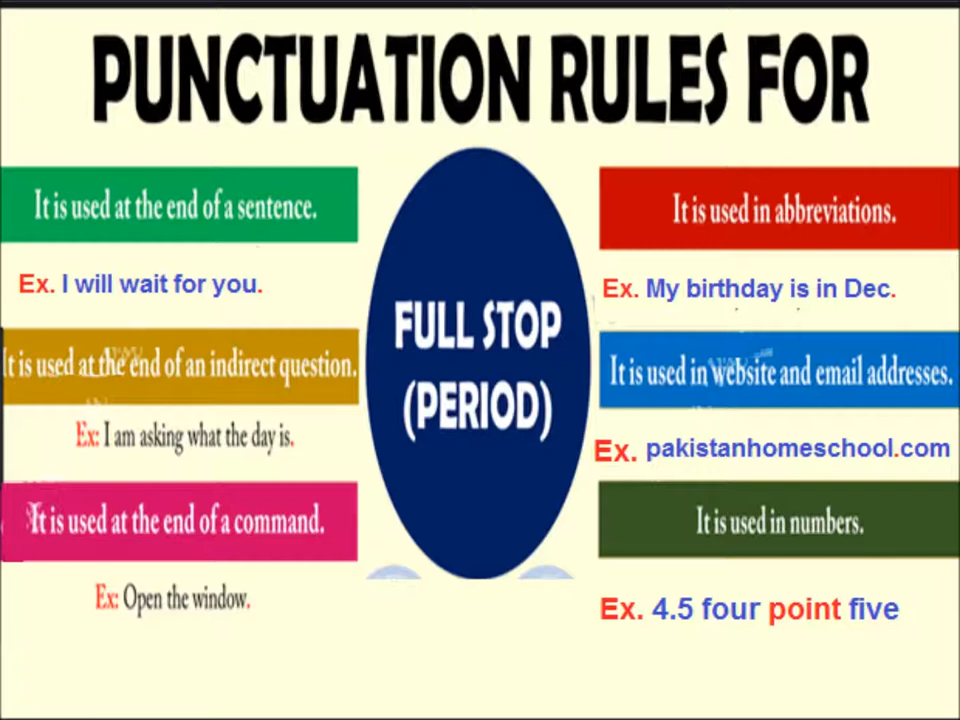 PUNCTUATION RULES FOR
It is used at the end of a sentence.
Ex. I will wait for you.
It is used at the end of an indirect question.
Ex: I am asking what the day is.
It is used at the end of a command.
Ex: Open the window.
FULL STOP
(PERIOD)
It is used in abbreviations.
Ex. My birthday is in Dec.
It is used in website and email addresses.
Ex. pakistanhomeschool.com
It is used in numbers.
Ex. 4.5 four point five